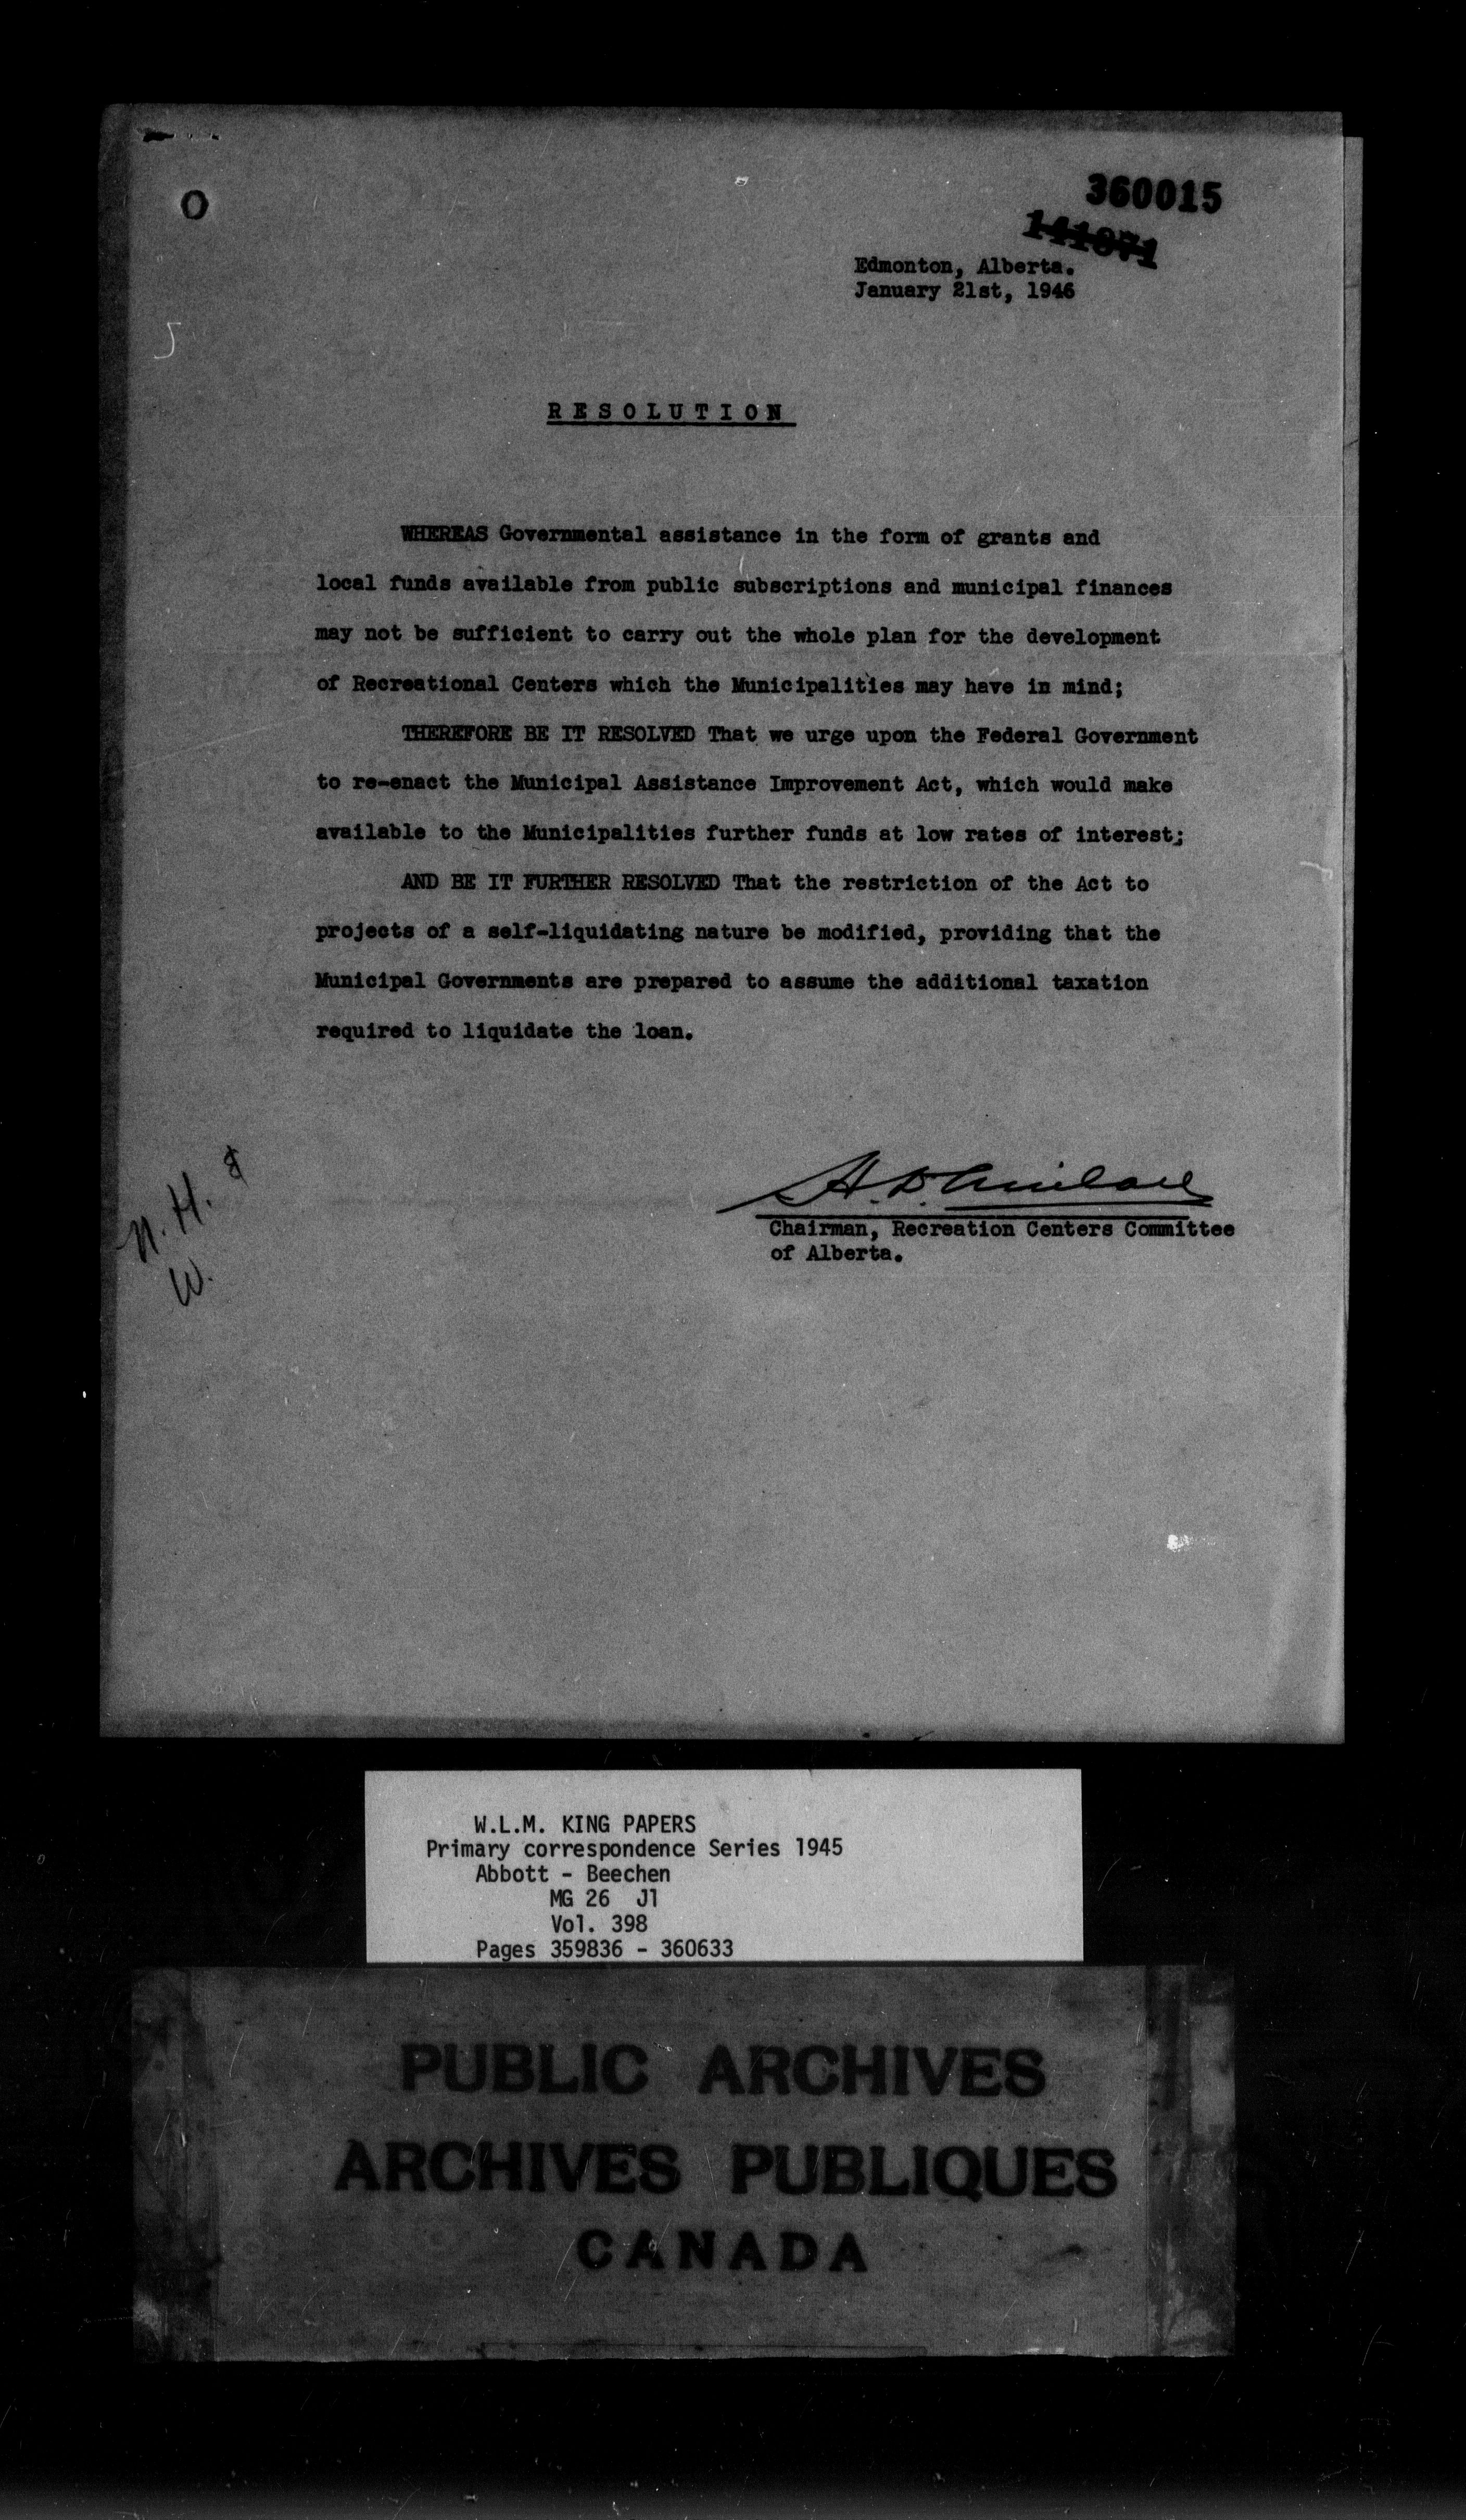 360015
141071
Edmonton, Alberta.
January 21st, 1946
RESOLUTION
WHEREAS Governmental assistance in the form of grants and
local funds available from public subscriptions and municipal finances
may not be sufficient to carry out the whole plan for the development
of Recreational Centers which the Municipalities may have in mind;
THEREFORE BE IT RESOLVED That we urge upon the Federal Government
to re-enact the Municipal Assistance Improvement Act, which would make
available to the Municipalities further funds at low rates of interest;
AND BE IT FURTHER RESOLVED That the restriction of the Act to
projects of a self-liquidating nature be modified, providing that the
Municipal Governments are prepared to assume the additional taxation
required to liquidate the loan.
N. H. &
W.
Chairman, Recreation Centers Committee
of Alberta.
W.L.M. KING PAPERS
Primary correspondence Series 1945
Abbott - Beechen
MG 26 J1
Vol. 398
Pages 359836 - 360633
PUBLIC ARCHIVES
ARCHIVES PUBLIQUES
CANADA